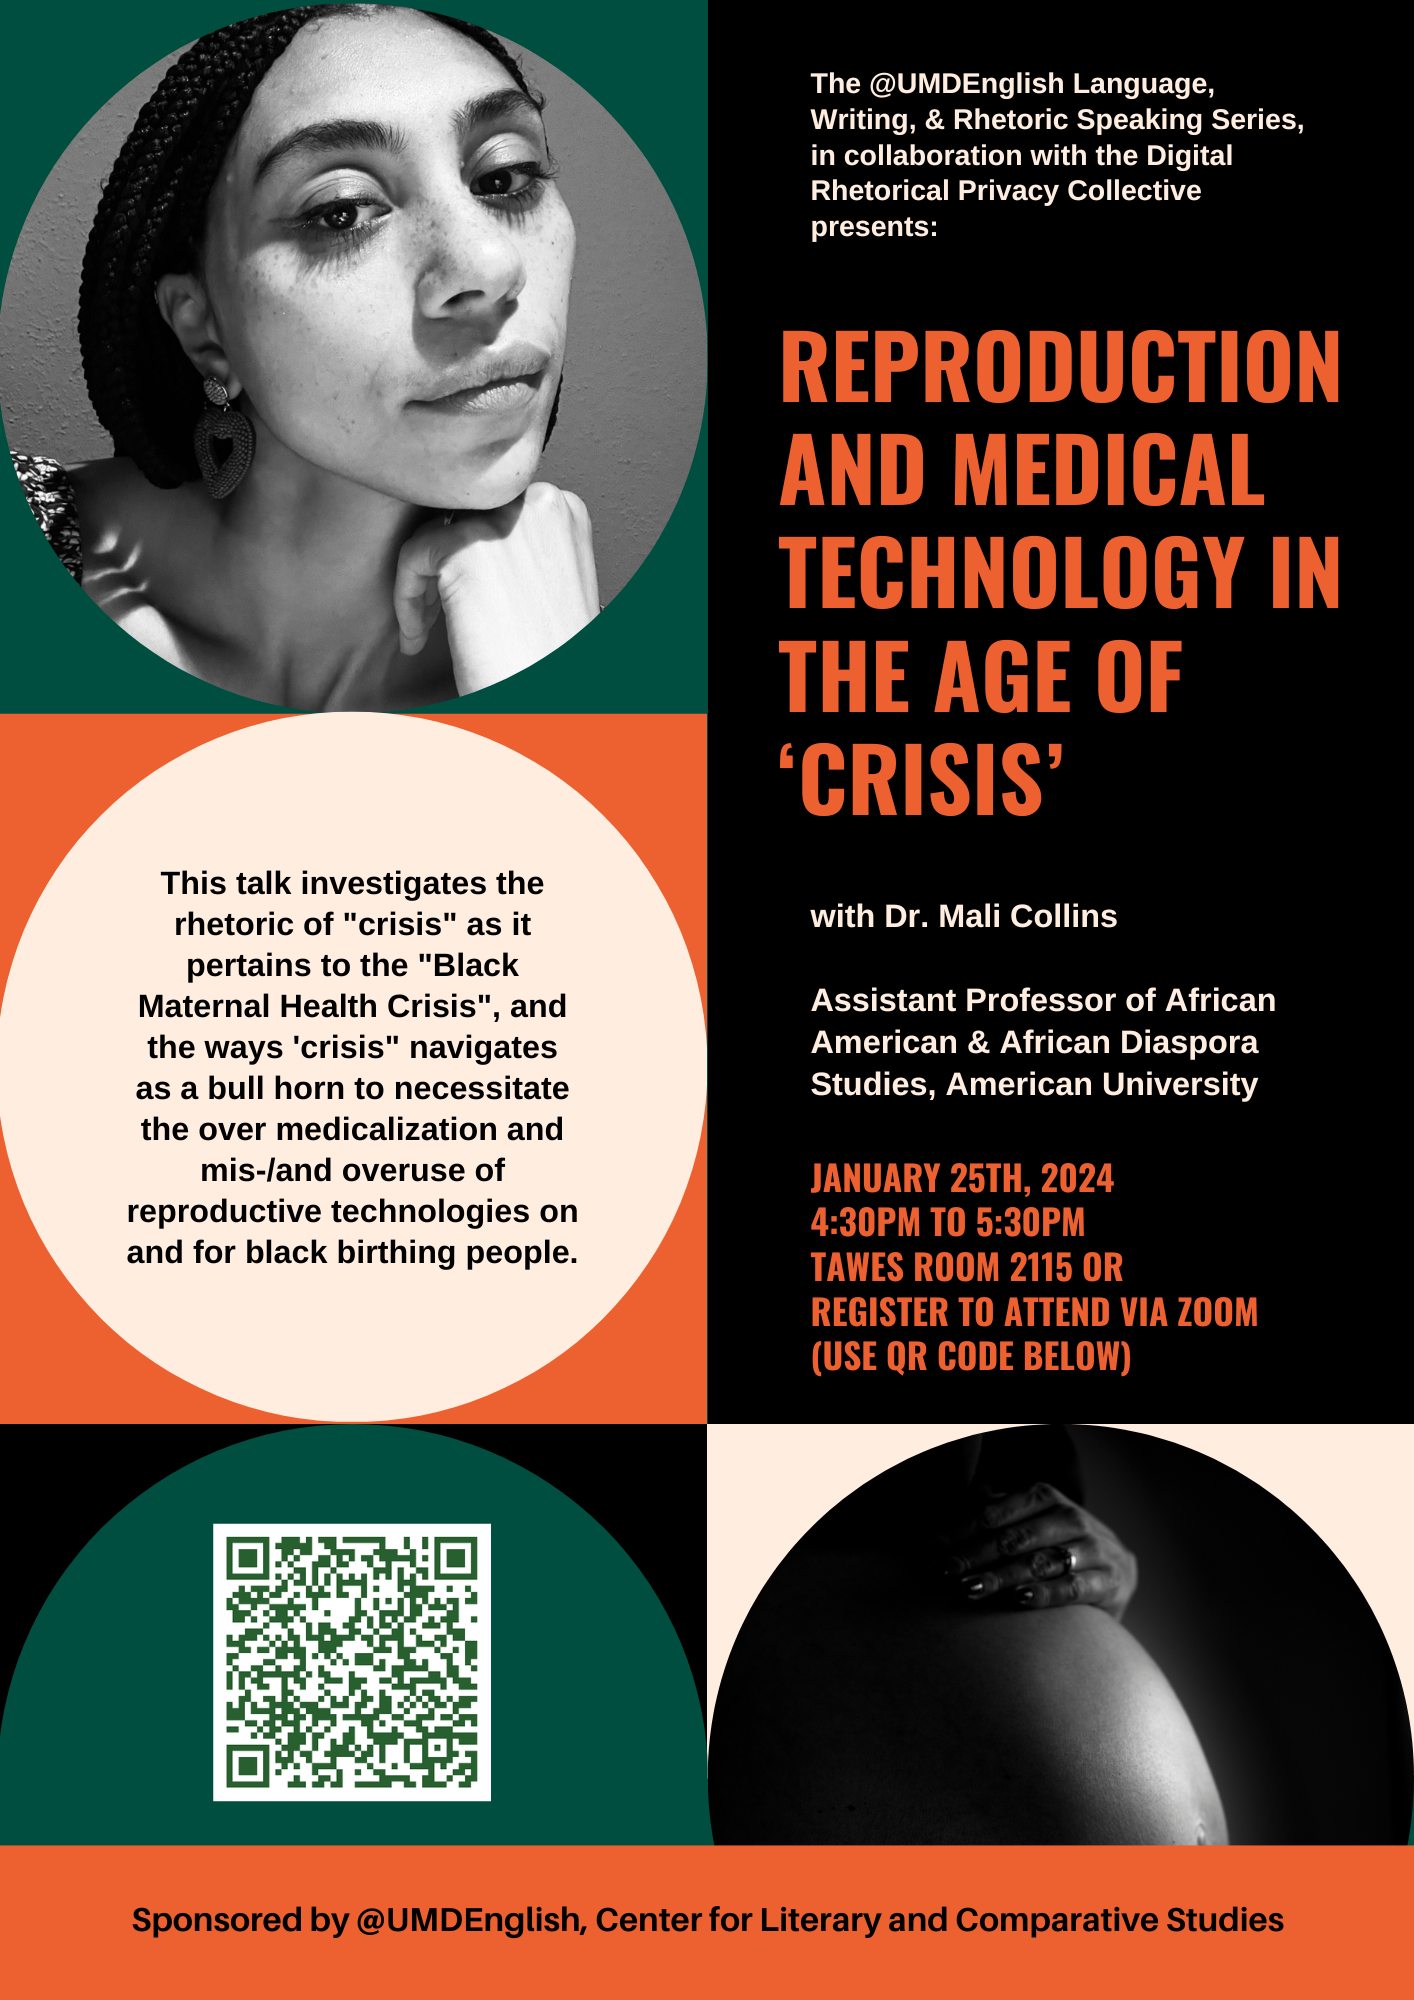 The @UMDEnglish Language,
Writing, & Rhetoric Speaking Series,
in collaboration with the Digital
Rhetorical Privacy Collective
presents:
REPRODUCTION
AND MEDICAL
TECHNOLOGY IN
THE AGE OF
‘CRISIS’
with Dr. Mali Collins
Assistant Professor of African
American & African Diaspora
Studies, American University
JANUARY 25TH, 2024
4:30PM TO 5:30PM
TAWES ROOM 2115 OR
REGISTER TO ATTEND VIA ZOOM
(USE QR CODE BELOW)
This talk investigates the
rhetoric of "crisis" as it
pertains to the "Black
Maternal Health Crisis", and
the ways 'crisis" navigates
as a bull horn to necessitate
the over medicalization and
mis-/and overuse of
reproductive technologies on
and for black birthing people.
Sponsored by @UMDEnglish, Center for Literary and Comparative Studies